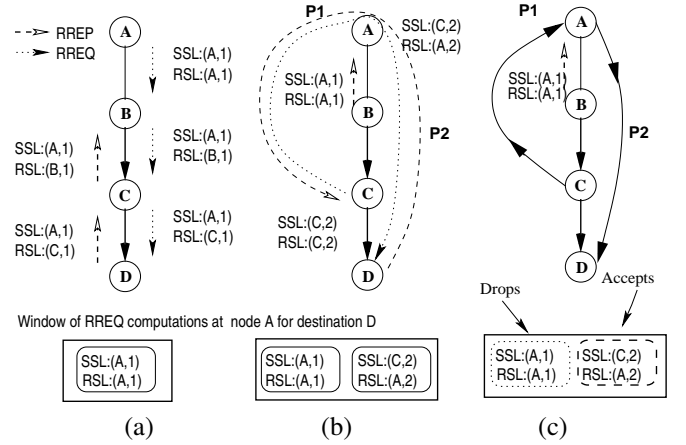 RREP
RREQ
A
SSL:(A,1)
RSL:(A,1)
B
SSL:(A,1)
RSL:(B,1)
SSL:(A,1)
RSL:(B,1)
C
SSL:(A,1)
RSL:(C,1)
SSL:(A,1)
RSL:(C,1)
D
P1
A
SSL:(C,2)
RSL:(A,2)
SSL:(A,1)
RSL:(A,1)
B
P2
C
SSL:(C,2)
RSL:(C,2)
D
P1
A
SSL:(A,1)
RSL:(A,1)
B
P2
C
D
Drops
Accepts
Window of RREQ computations at node A for destination D
SSL:(A,1)
RSL:(A,1)
SSL:(A,1)
RSL:(A,1)
SSL:(C,2)
RSL:(A,2)
SSL:(A,1)
RSL:(A,1)
SSL:(C,2)
RSL:(A,2)
(a)
(b)
(c)